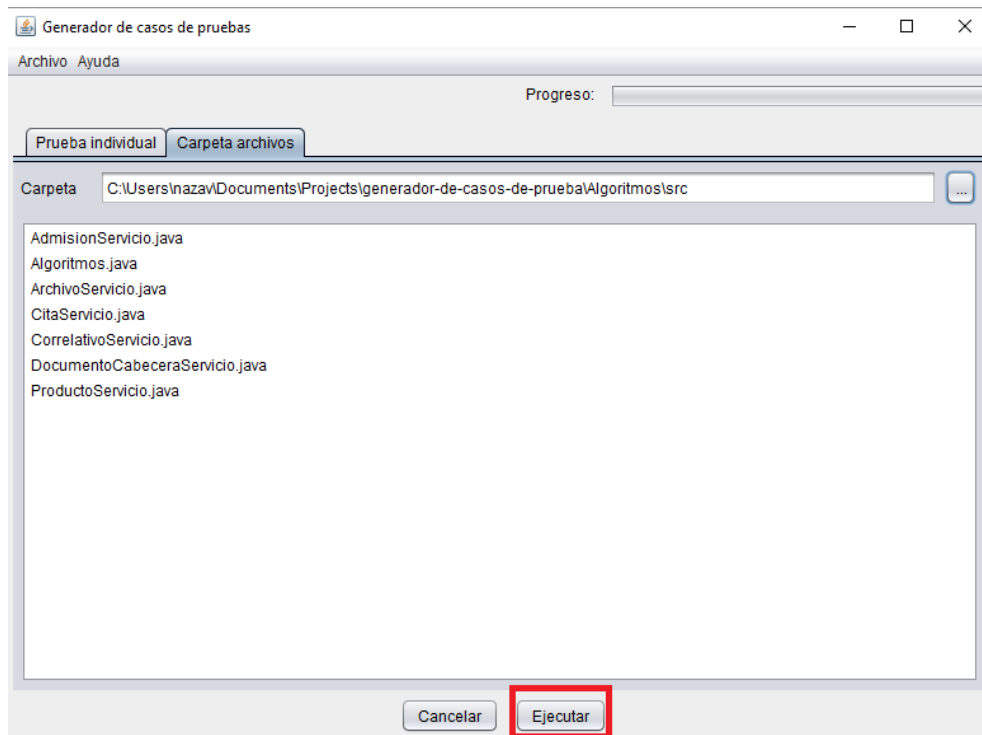 Generador de casos de pruebas
Archivo Ayuda
Progreso:
Prueba individual Carpeta archivos
Carpeta C:\Users\nazav\Documents\Projects\generador-de-casos-de-prueba\Algoritmos\src ...
AdmisionServicio.java
Algoritmos.java
ArchivoServicio.java
CitaServicio.java
CorrelativoServicio.java
DocumentoCabeceraServicio.java
ProductoServicio.java
Cancelar Ejecutar